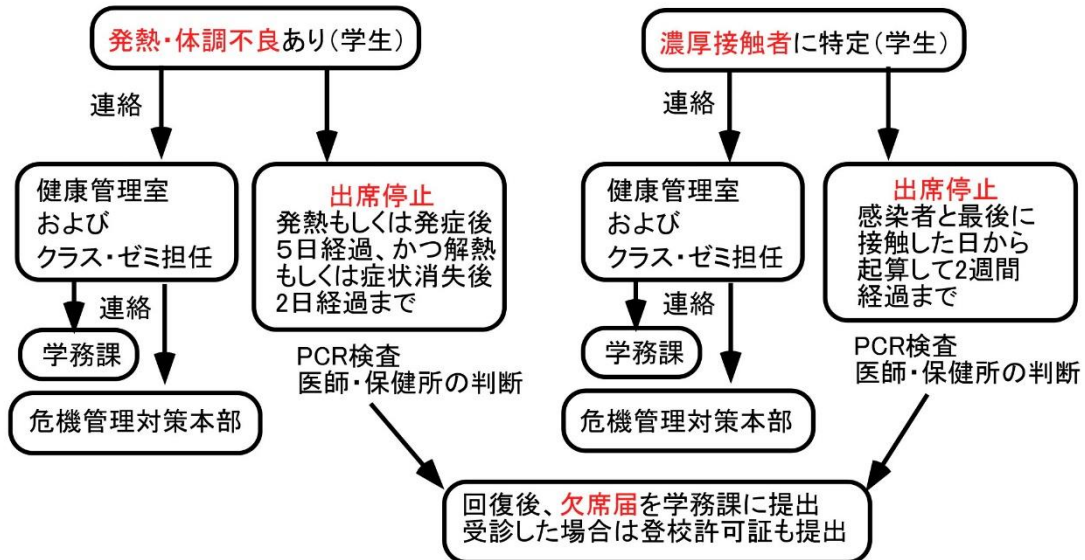 発熱・体調不良あり(学生)
連絡
健康管理室
および
クラス・ゼミ担任
出席停止
発熱もしくは発症後
5日経過、かつ解熱
もしくは症状消失後
2日経過まで
連絡
学務課
危機管理対策本部
PCR検査
医師・保健所の判断
濃厚接触者に特定(学生)
連絡
健康管理室
および
クラス・ゼミ担任
出席停止
感染者と最後に
接触した日から
起算して2週間
経過まで
連絡
学務課
危機管理対策本部
PCR検査
医師・保健所の判断
回復後、欠席届を学務課に提出
受診した場合は登校許可証も提出